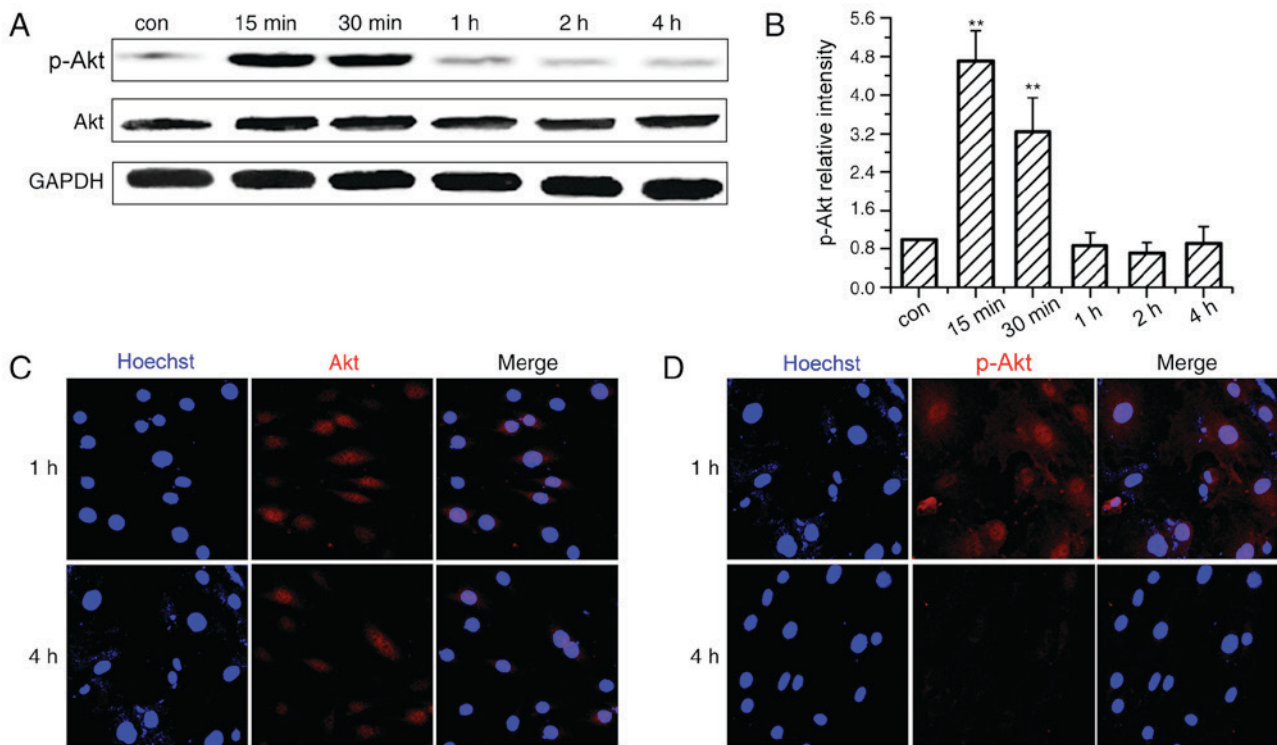 A
con 15 min 30 min 1 h 2 h 4 h
p-Akt
Akt
GAPDH
B
p-Akt relative intensity
5.6
4.8
4.0
3.2
2.4
1.6
0.8
0.0
**
**
con 15 min 30 min 1 h 2 h 4 h
C
Hoechst Akt Merge
1 h
4 h
D
Hoechst p-Akt Merge
1 h
4 h